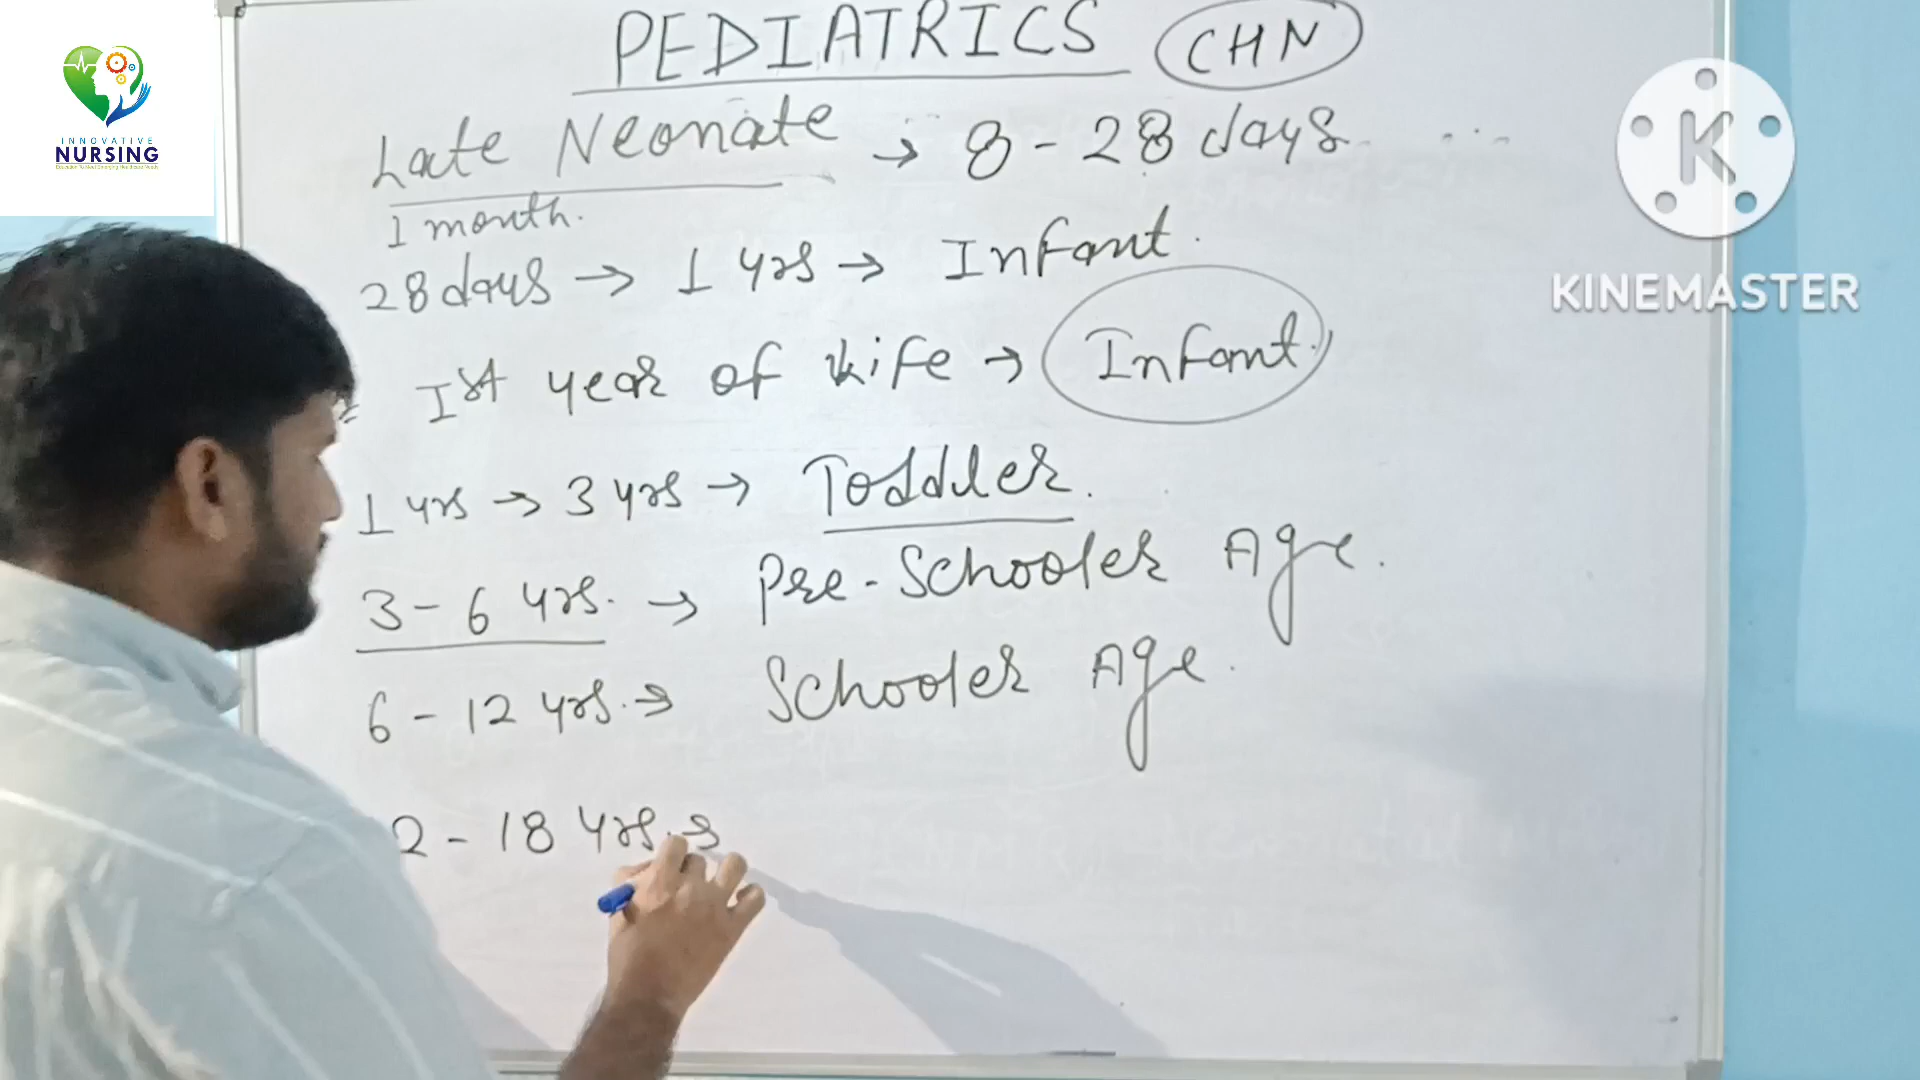 INNOVATIVE
NURSING
PEDIATRICS CHN
Late Neonate → 8 - 28 days
1 month.
28 days → 1 yrs → Infant.
Ist year of life → Infant.
1 yrs → 3 yrs → Toddler.
3 - 6 yrs. → Pre-Schooler Age.
6 - 12 yrs. → Schooler Age.
2 - 18 yrs. →
K
KINEMASTER